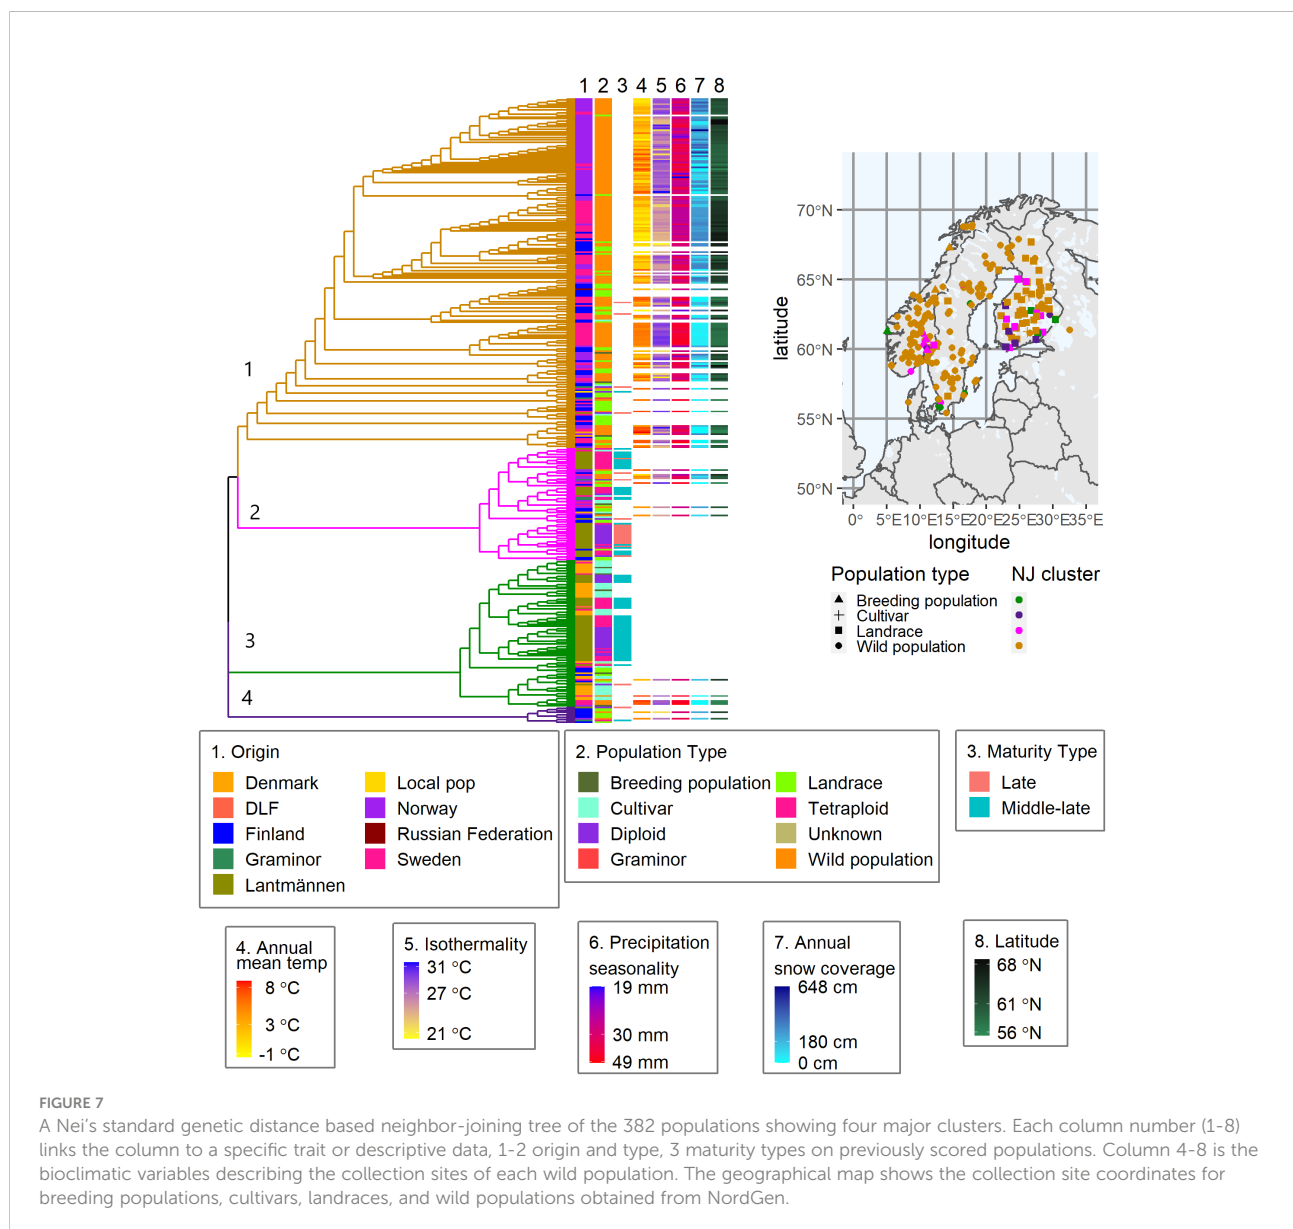 1 2 3 4 5 6 7 8
1
2
3
4
70°N
65°N
60°N
55°N
50°N
latitude
0° 5°E 10°E 15°E 20°E 25°E 30°E 35°E
longitude
Population type
Breeding population
Cultivar
Landrace
Wild population
NJ cluster
1. Origin
Denmark
DLF
Finland
Graminor
Lantmännen
Local pop
Norway
Russian Federation
Sweden
2. Population Type
Breeding population
Cultivar
Diploid
Graminor
Landrace
Tetraploid
Unknown
Wild population
3. Maturity Type
Late
Middle-late
4. Annual
mean temp
8 °C
3 °C
-1 °C
5. Isothermality
31 °C
27 °C
21 °C
6. Precipitation
seasonality
19 mm
30 mm
49 mm
7. Annual
snow coverage
648 cm
180 cm
0 cm
8. Latitude
68 °N
61 °N
56 °N
FIGURE 7
A Nei's standard genetic distance based neighbor-joining tree of the 382 populations showing four major clusters. Each column number (1-8)
links the column to a specific trait or descriptive data, 1-2 origin and type, 3 maturity types on previously scored populations. Column 4-8 is the
bioclimatic variables describing the collection sites of each wild population. The geographical map shows the collection site coordinates for
breeding populations, cultivars, landraces, and wild populations obtained from NordGen.